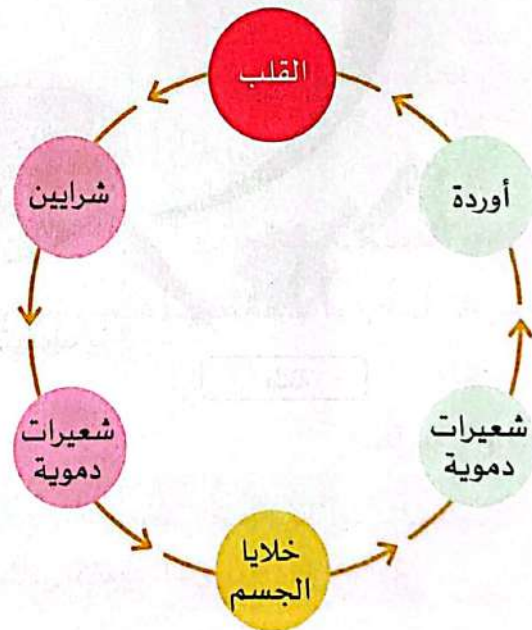 القلب
شرايين
أوردة
شعيرات
دموية
شعيرات
دموية
خلايا
الجسم